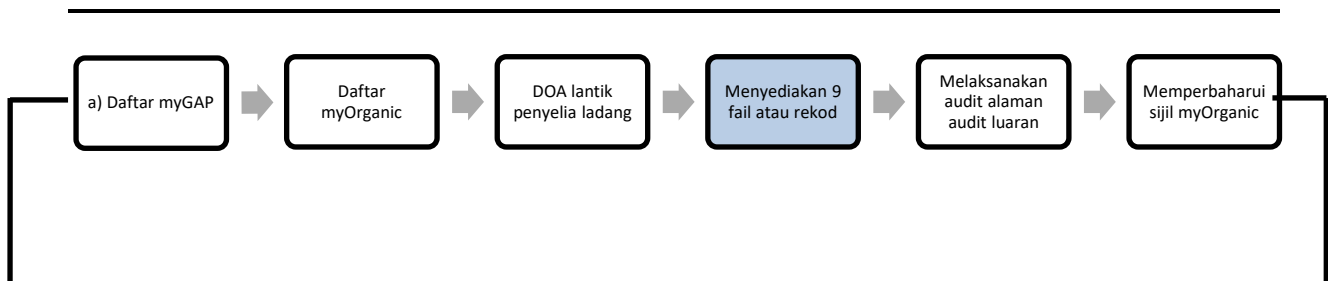 a) Daftar myGAP
Daftar
myOrganic
DOA lantik
penyelia ladang
Menyediakan 9
fail atau rekod
Melaksanakan
audit alaman
audit luaran
Memperbaharui
sijil myOrganic